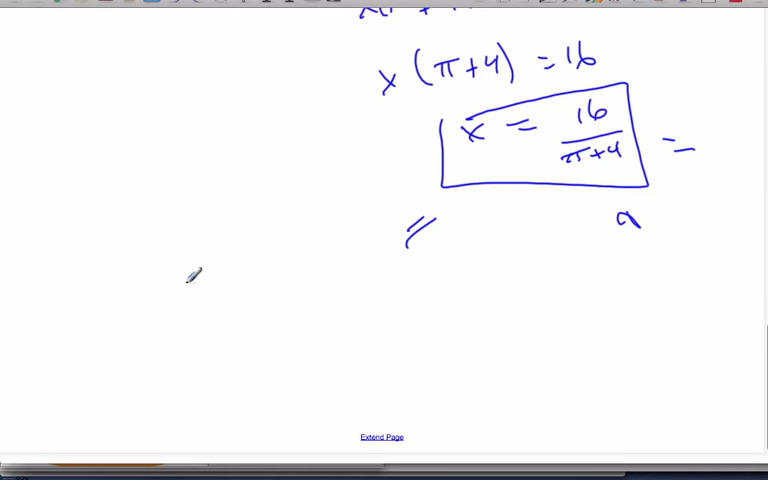 x (π+4) = 16
x = 16/(π+4) =
Extend Page